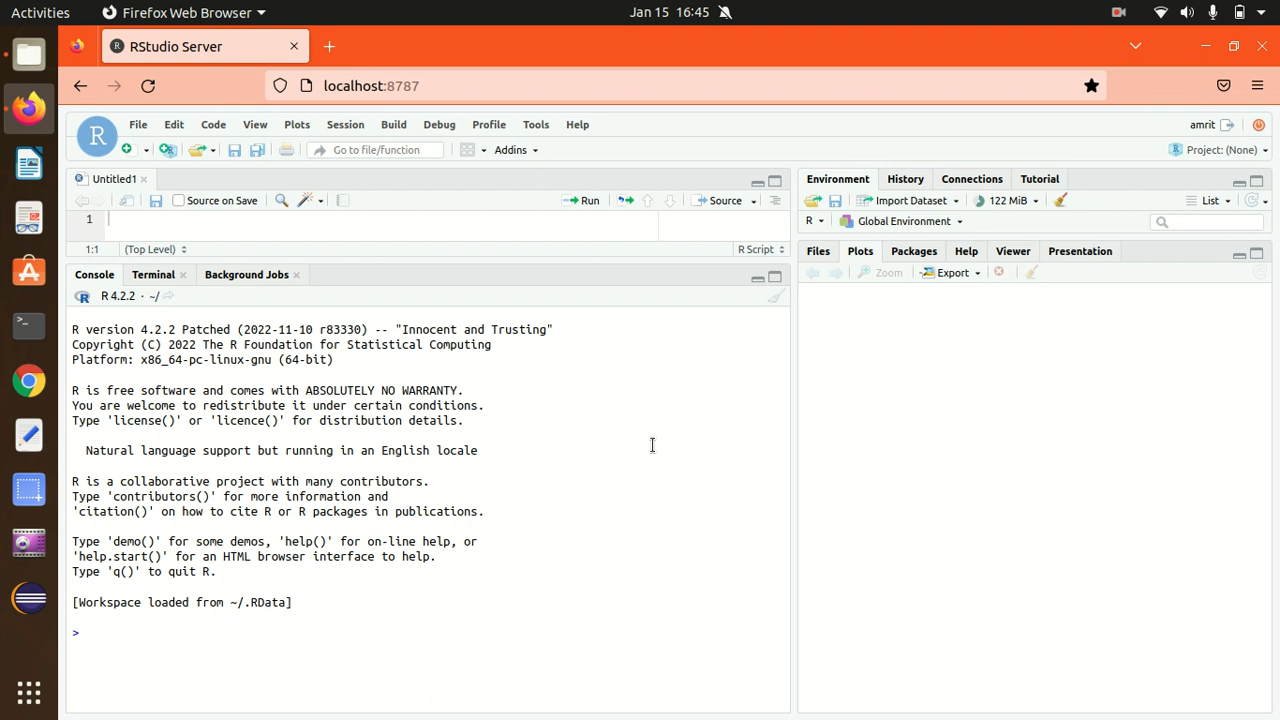 Activities Firefox Web Browser Jan 15 16:45
RStudio Server
localhost:8787
File Edit Code View Plots Session Build Debug Profile Tools Help amrit
R Go to file/function Addins Project: (None)
Untitled1
Source on Save Run Source
1
1:1 (Top Level) R Script
Console Terminal Background Jobs
R 4.2.2 · ~/
R version 4.2.2 Patched (2022-11-10 r83330) -- "Innocent and Trusting"
Copyright (C) 2022 The R Foundation for Statistical Computing
Platform: x86_64-pc-linux-gnu (64-bit)
R is free software and comes with ABSOLUTELY NO WARRANTY.
You are welcome to redistribute it under certain conditions.
Type 'license()' or 'licence()' for distribution details.
Natural language support but running in an English locale
R is a collaborative project with many contributors.
Type 'contributors()' for more information and
'citation()' on how to cite R or R packages in publications.
Type 'demo()' for some demos, 'help()' for on-line help, or
'help.start()' for an HTML browser interface to help.
Type 'q()' to quit R.
[Workspace loaded from ~/.RData]
>
Environment History Connections Tutorial
Import Dataset 122 MiB List
R Global Environment
Files Plots Packages Help Viewer Presentation
Zoom Export